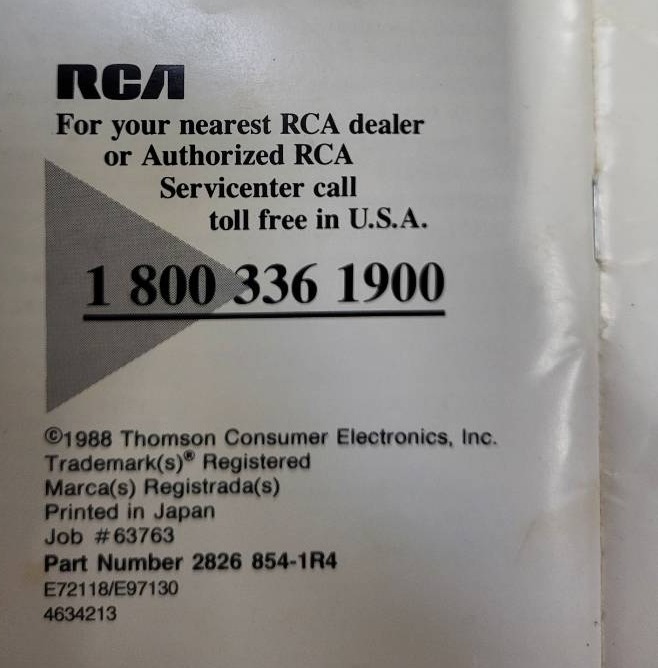 RCA
For your nearest RCA dealer
or Authorized RCA
Servicenter call
toll free in U.S.A.
1 800 336 1900
©1988 Thomson Consumer Electronics, Inc.
Trademark(s)® Registered
Marca(s) Registrada(s)
Printed in Japan
Job #63763
Part Number 2826 854-1R4
E72118/E97130
4634213